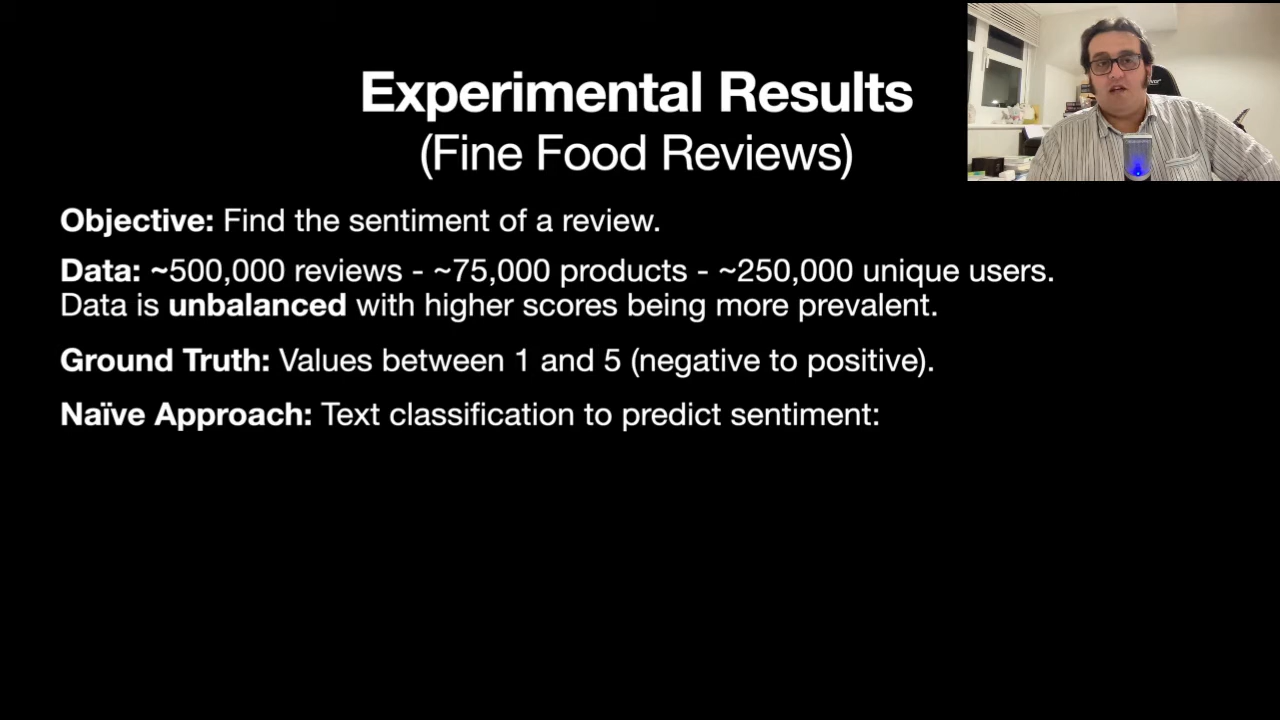 Experimental Results
(Fine Food Reviews)
Objective: Find the sentiment of a review.
Data: ~500,000 reviews - ~75,000 products - ~250,000 unique users.
Data is unbalanced with higher scores being more prevalent.
Ground Truth: Values between 1 and 5 (negative to positive).
Naïve Approach: Text classification to predict sentiment: